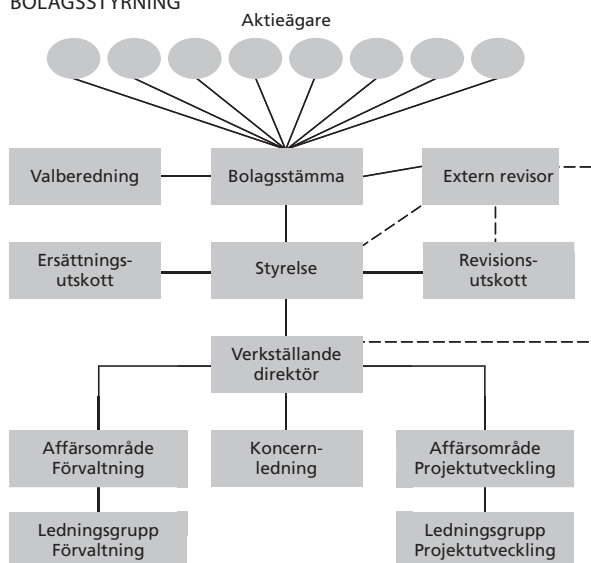 BOLAGSSTYRNING
Aktieägare
Valberedning
Bolagsstämma
Extern revisor
Ersättnings-
utskott
Styrelse
Revisions-
utskott
Verkställande
direktör
Affärsområde
Förvaltning
Koncern-
ledning
Affärsområde
Projektutveckling
Ledningsgrupp
Förvaltning
Ledningsgrupp
Projektutveckling